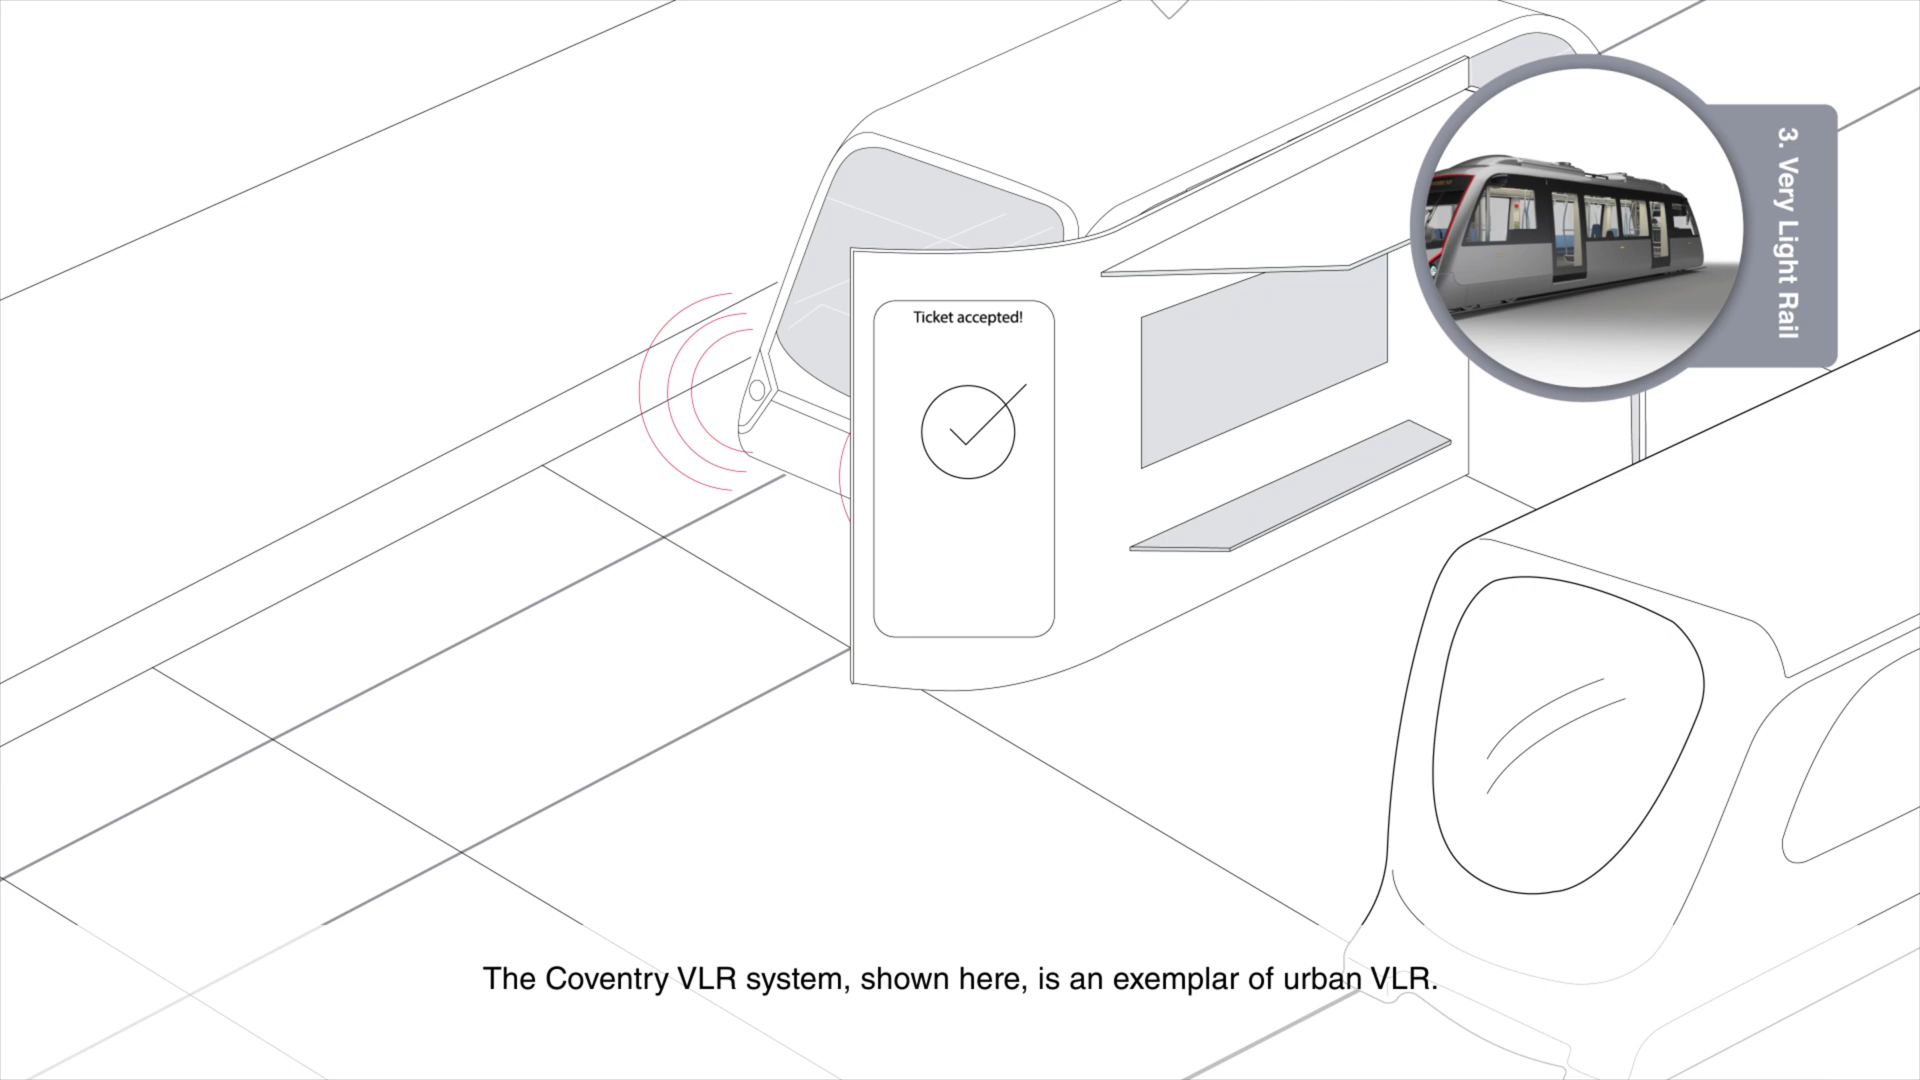 3. Very Light Rail
Ticket accepted!
The Coventry VLR system, shown here, is an exemplar of urban VLR.